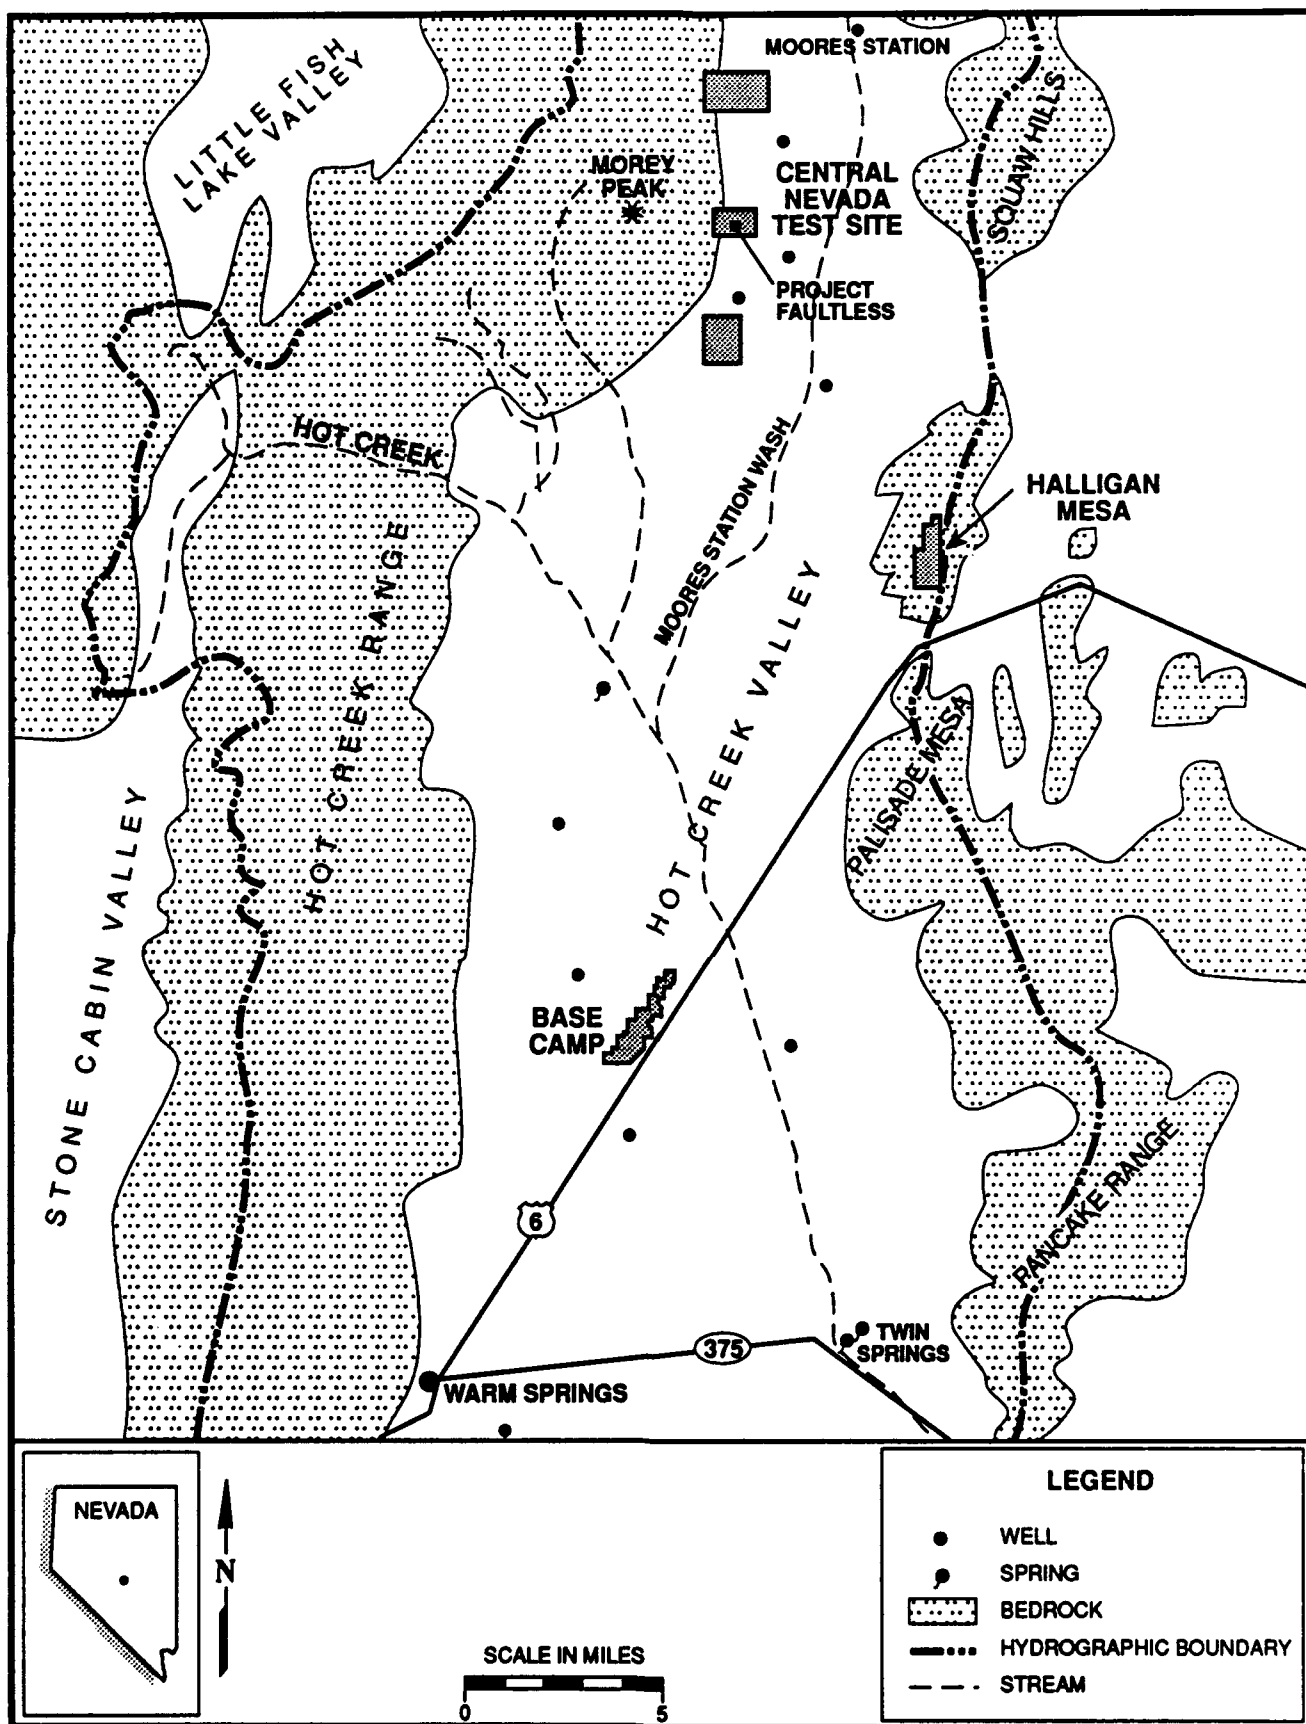 MOORES STATION
LITTLE FISH
LAKE VALLEY
SQUAW HILLS
MOREY
PEAK
CENTRAL
NEVADA
TEST SITE
PROJECT
FAULTLESS
HOT CREEK
MOORES STATION WASH
HALLIGAN
MESA
HOT CREEK RANGE
HOT CREEK VALLEY
PALISADE MESA
STONE CABIN VALLEY
BASE
CAMP
PANCAKE RANGE
6
375
TWIN
SPRINGS
WARM SPRINGS
NEVADA
N
SCALE IN MILES
0 5
LEGEND
WELL
SPRING
BEDROCK
HYDROGRAPHIC BOUNDARY
STREAM